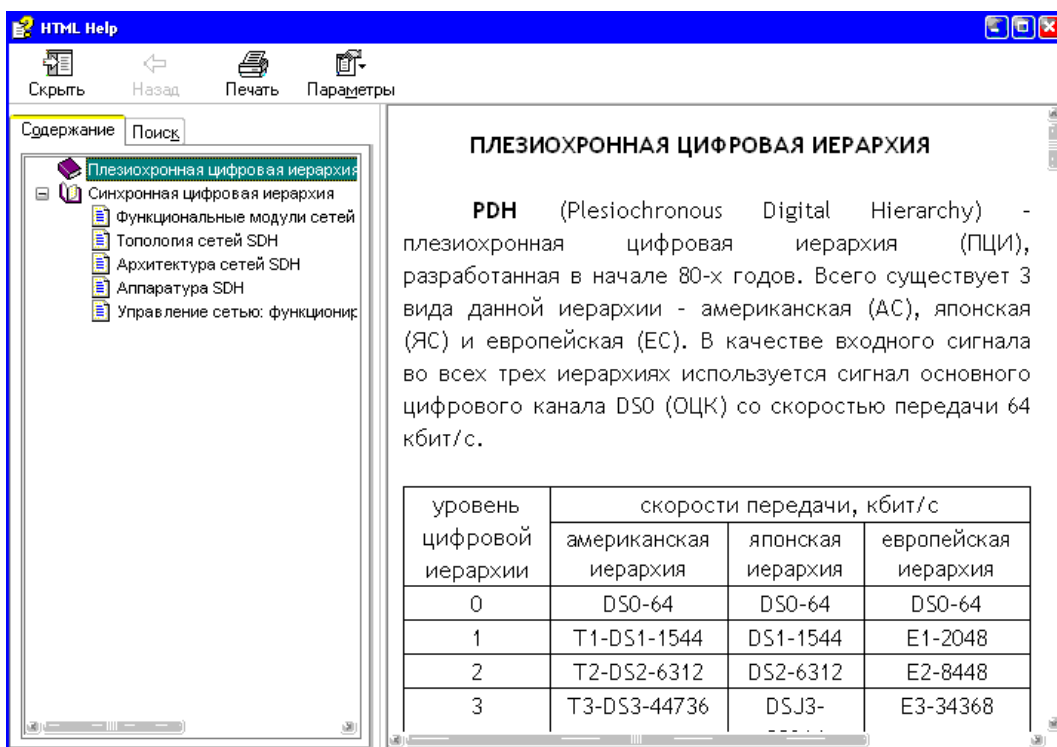 HTML Help
Скрыть Назад Печать Параметры
Содержание Поиск
Плезиохронная цифровая иерархия
Синхронная цифровая иерархия
Функциональные модули сетей
Топология сетей SDH
Архитектура сетей SDH
Аппаратура SDH
Управление сетью:
ПЛЕЗИОХРОННАЯ ЦИФРОВАЯ ИЕРАРХИЯ
PDH (Plesiochronous Digital Hierarchy) -
плезиохронная цифровая иерархия (ПЦИ),
разработанная в начале 80-х годов. Всего существует 3
вида данной иерархии - американская (АС), японская
(ЯС) и европейская (ЕС). В качестве входного сигнала
во всех трех иерархиях используется сигнал основного
цифрового канала DS0 (ОЦК) со скоростью передачи 64
кбит/с.
уровень цифровой иерархии
скорости передачи, кбит/с
американская иерархия
японская иерархия
европейская иерархия
0 DS0-64 DS0-64 DS0-64
1 T1-DS1-1544 DS1-1544 E1-2048
2 T2-DS2-6312 DS2-6312 E2-8448
3 T3-DS3-44736 DSJ3- E3-34368